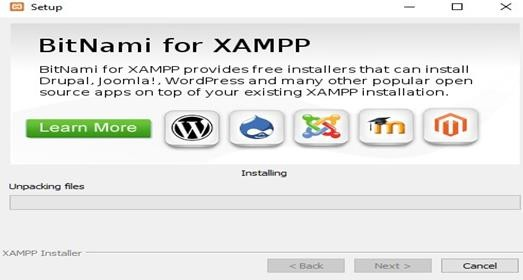 Setup
BitNami for XAMPP
BitNami for XAMPP provides free installers that can install
Drupal, Joomla!, WordPress and many other popular open
source apps on top of your existing XAMPP installation.
Learn More
Installing
Unpacking files
XAMPP Installer
< Back
Next >
Cancel